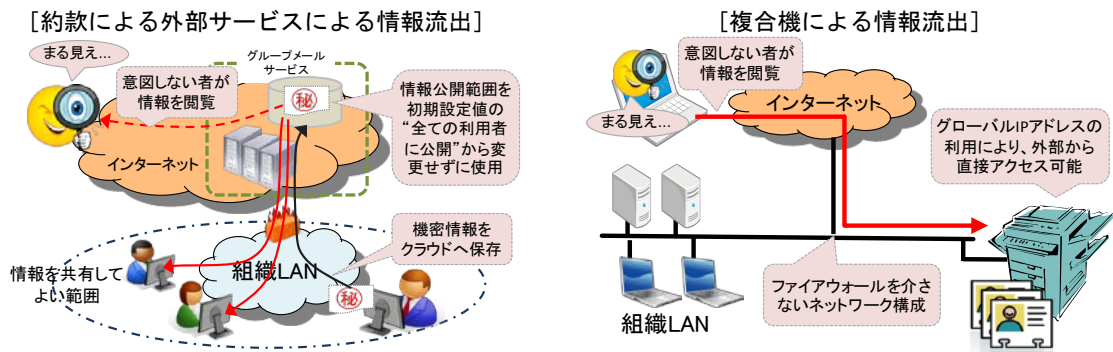 [約款による外部サービスによる情報流出]
まる見え…
意図しない者が
情報を閲覧
グループメール
サービス
㊙
情報公開範囲を
初期設定値の
“全ての利用者
に公開”から変
更せずに使用
インターネット
機密情報を
クラウドへ保存
情報を共有して
よい範囲
組織LAN
㊙
[複合機による情報流出]
意図しない者が
情報を閲覧
まる見え…
インターネット
グローバルIPアドレスの
利用により、外部から
直接アクセス可能
ファイアウォールを介さ
ないネットワーク構成
組織LAN